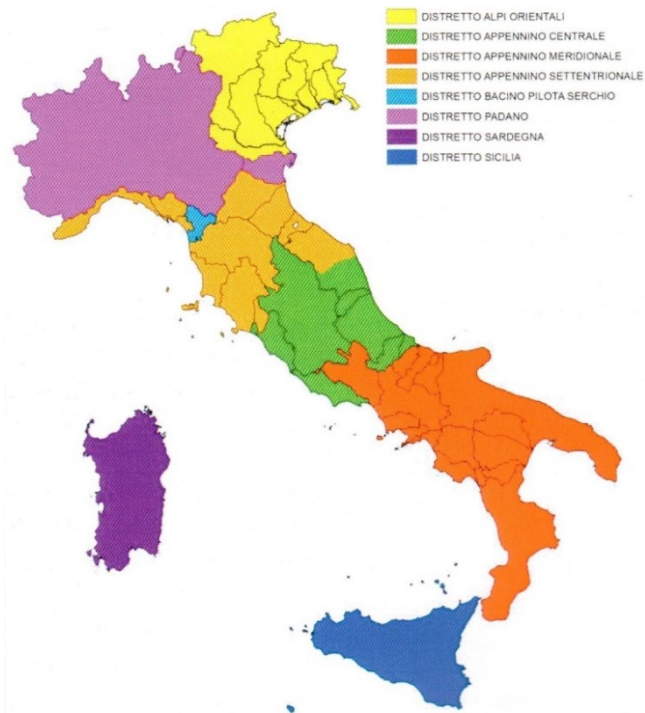 DISTRETTO ALPI ORIENTALI
DISTRETTO APPENNINO CENTRALE
DISTRETTO APPENNINO MERIDIONALE
DISTRETTO APPENNINO SETTENTRIONALE
DISTRETTO BACINO PILOTA SERCHIO
DISTRETTO PADANO
DISTRETTO SARDEGNA
DISTRETTO SICILIA